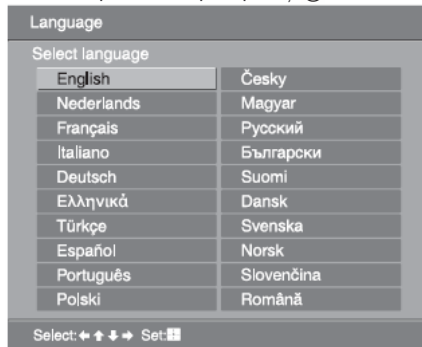 Language
Select language
English
Nederlands
Français
Italiano
Deutsch
Ελληνικά
Türkçe
Español
Português
Polski
Česky
Magyar
Русский
Български
Suomi
Dansk
Svenska
Norsk
Slovenčina
Română
Select: Set: